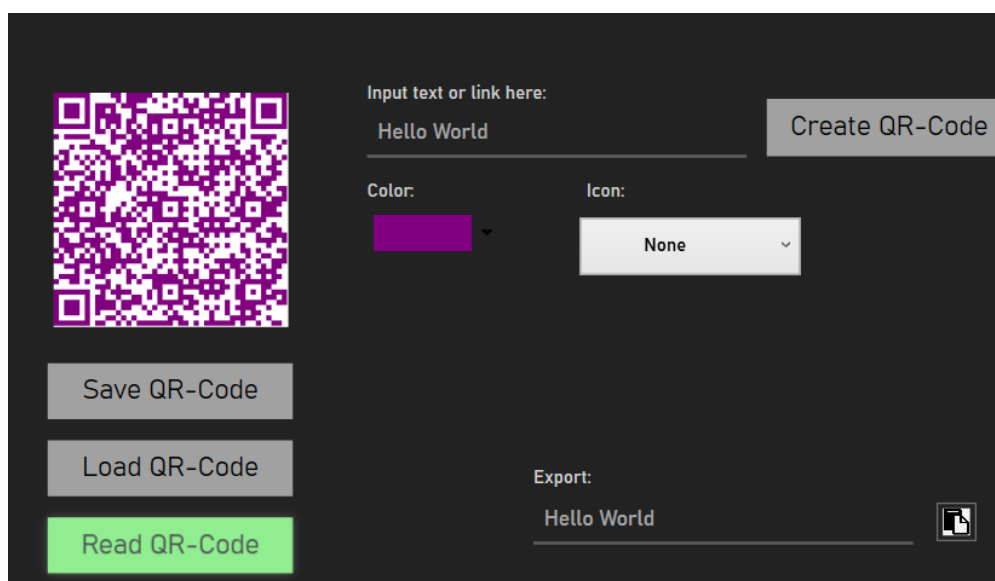 Input text or link here:
Hello World
Create QR-Code
Color:
Icon:
None
Save QR-Code
Load QR-Code
Read QR-Code
Export:
Hello World